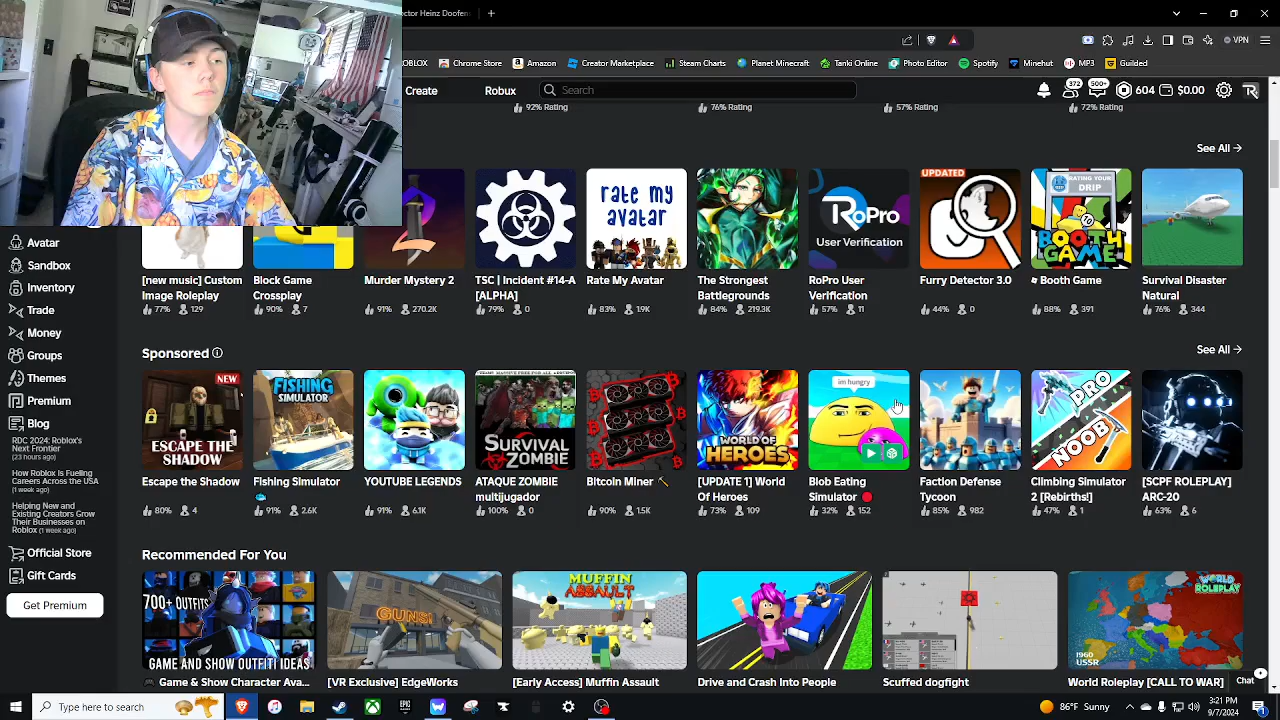 ector Heinz Doofen
VPN
OBLOX
Chrome Store
Amazon
Creator Marketplace
Steam Charts
Planet Minecraft
Tanki Online
Photo Editor
Spotify
Minehut
MP3
Guilded
Create
Robux
Search
372
500+
604
$0.00
92% Rating
76% Rating
57% Rating
72% Rating
See All →
rate my
avatar
RoPro
User Verification
UPDATED
RATING YOUR
DRIP
BOOTH
GAME
[new music] Custom
Image Roleplay
77% 129
Block Game
Crossplay
90% 7
Murder Mystery 2
91% 270.2K
TSC | Incident #14-A
[ALPHA]
79% 0
Rate My Avatar
83% 1.9K
The Strongest
Battlegrounds
84% 219.3K
RoPro User
Verification
57% 11
Furry Detector 3.0
44% 0
Booth Game
88% 391
Survival Disaster
Natural
76% 344
Avatar
Sandbox
Inventory
Trade
Money
Groups
Themes
Premium
Blog
RDC 2024: Roblox's
Next Frontier
(23 hours ago)
How Roblox Is Fueling
Careers Across the USA
(1 week ago)
Helping New and
Existing Creators Grow
Their Businesses on
Roblox (1 week ago)
Official Store
Gift Cards
Get Premium
Sponsored
See All →
NEW
ESCAPE THE
SHADOW
FISHING
SIMULATOR
SURVIVAL
ZOMBIE
WORLD OF
HEROES
im hungry
PRO
NOOB
Escape the Shadow
80% 4
Fishing Simulator
91% 2.6K
YOUTUBE LEGENDS
91% 6.1K
ATAQUE ZOMBIE
multijugador
100% 0
Bitcoin Miner
90% 1.5K
[UPDATE 1] World
Of Heroes
73% 109
Blob Eating
Simulator
32% 152
Faction Defense
Tycoon
85% 982
Climbing Simulator
2 [Rebirths!]
47% 1
[SCPF ROLEPLAY]
ARC-20
63% 6
Recommended For You
700+ OUTFITS
GAME AND SHOW OUTFITI IDEAS
GUNS!
MUFFIN
ASSAULT
WORLD
ROLEPLAY
1960
USSR
Game & Show Character Ava...
[VR Exclusive] EdgeWorks
[Early Access] Muffin Assault
Drive and Crash Into People
Scuffed dogfight
World Roleplay [CALL TO WAR]
Chat
Type here to search
EPIC
86°F Sunny
3:21 PM
9/7/2024